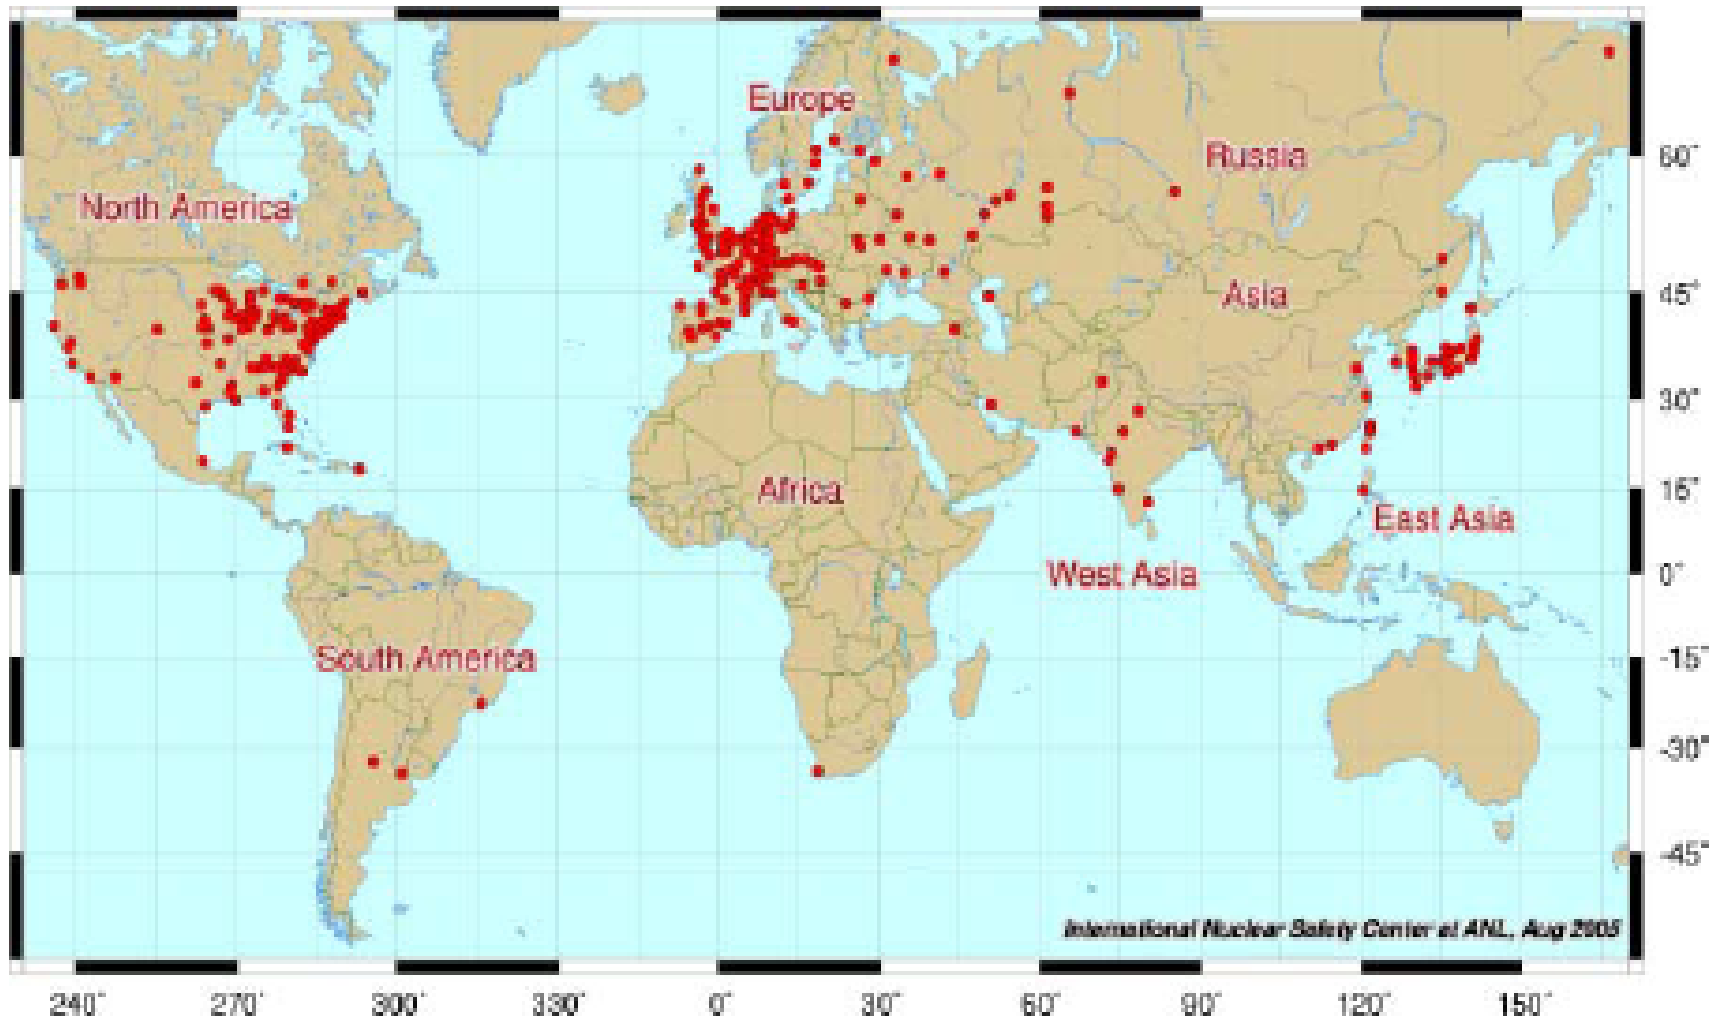 Europe
60°
Russia
North America
45°
Asia
30°
Africa
15°
East Asia
West Asia
0°
South America
-15°
-30°
-45°
International Nuclear Safety Center at ANL, Aug 2005
240°
270°
300°
330°
0°
30°
60°
90°
120°
150°